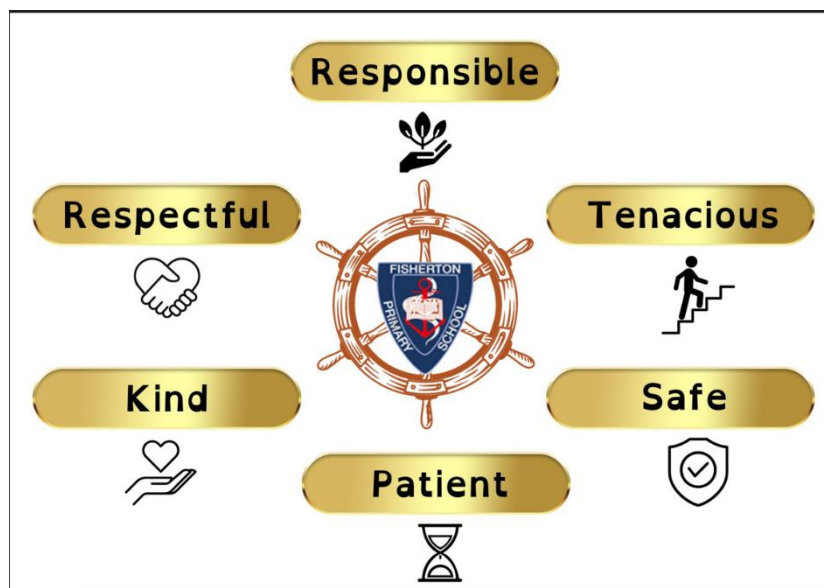 Responsible
Respectful
Tenacious
FISHERTON
PRIMARY
SCHOOL
Kind
Safe
Patient